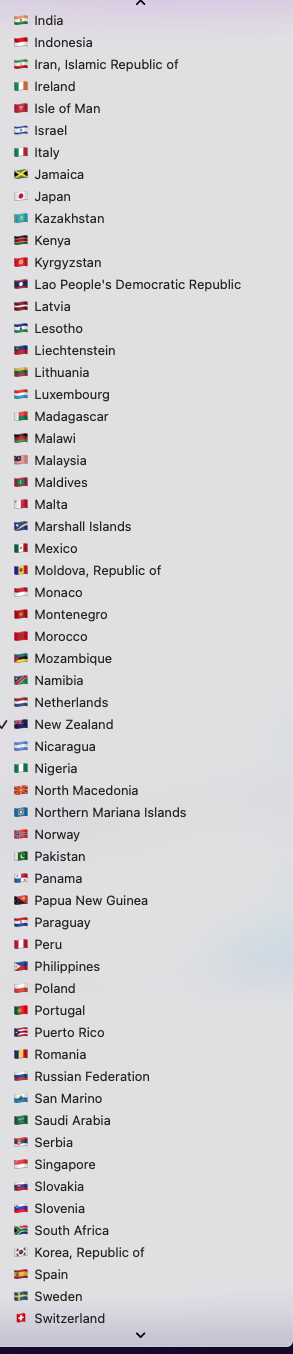 India
Indonesia
Iran, Islamic Republic of
Ireland
Isle of Man
Israel
Italy
Jamaica
Japan
Kazakhstan
Kenya
Kyrgyzstan
Lao People's Democratic Republic
Latvia
Lesotho
Liechtenstein
Lithuania
Luxembourg
Madagascar
Malawi
Malaysia
Maldives
Malta
Marshall Islands
Mexico
Moldova, Republic of
Monaco
Montenegro
Morocco
Mozambique
Namibia
Netherlands
New Zealand
Nicaragua
Nigeria
North Macedonia
Northern Mariana Islands
Norway
Pakistan
Panama
Papua New Guinea
Paraguay
Peru
Philippines
Poland
Portugal
Puerto Rico
Romania
Russian Federation
San Marino
Saudi Arabia
Serbia
Singapore
Slovakia
Slovenia
South Africa
Korea, Republic of
Spain
Sweden
Switzerland